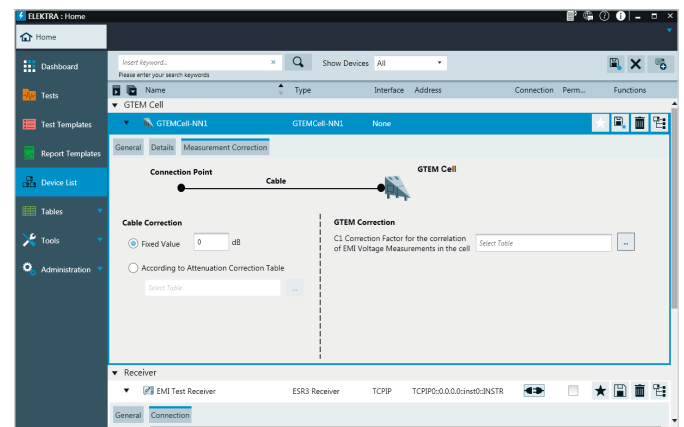 ELEKTRA : Home
Home
Insert keyword...
Show Devices
All
Please enter your search keywords
Dashboard
Tests
Test Templates
Report Templates
Device List
Tables
Tools
Administration
Name Type Interface Address Connection Perm... Functions
GTEM Cell
GTEMCell-NN1 GTEMCell-NN1 None
General Details Measurement Correction
Connection Point
Cable
GTEM Cell
Cable Correction
Fixed Value 0 dB
According to Attenuation Correction Table
Select Table ...
GTEM Correction
C1 Correction Factor for the correlation
of EMI Voltage Measurements in the cell
Select Table ...
Receiver
EMI Test Receiver ESR3 Receiver TCPIP TCPIP0::0.0.0.0::inst0::INSTR
General Connection